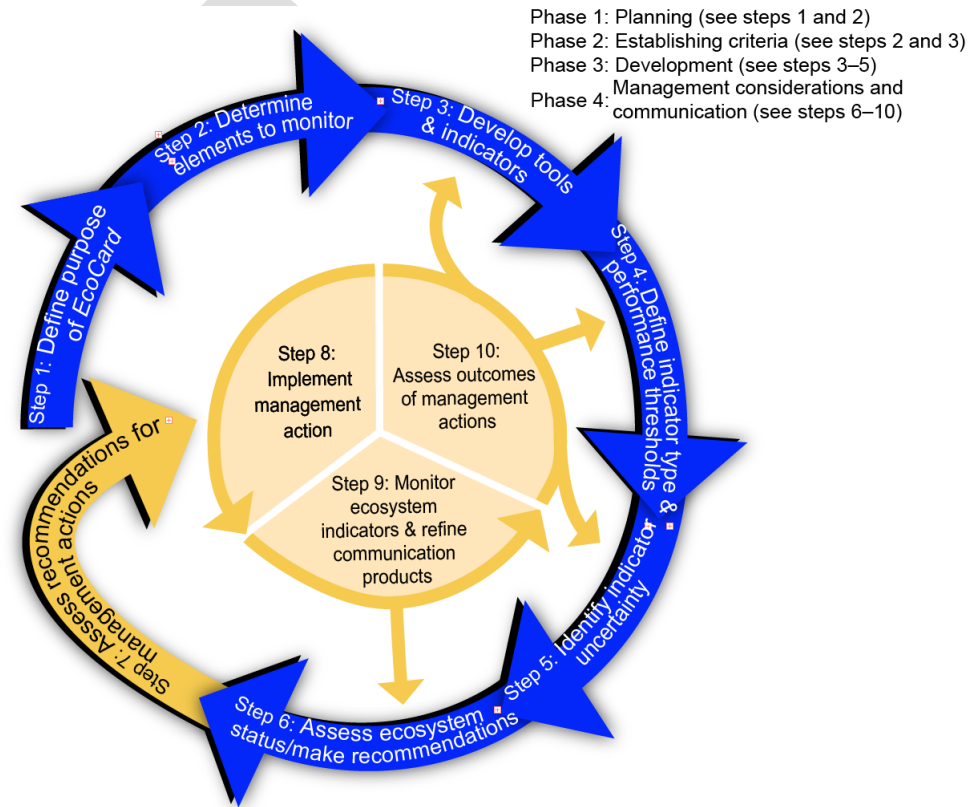 Phase 1: Planning (see steps 1 and 2)
Phase 2: Establishing criteria (see steps 2 and 3)
Phase 3: Development (see steps 3–5)
Phase 4: Management considerations and
communication (see steps 6–10)
Step 1: Define purpose
of EcoCard
Step 2: Determine
elements to monitor
Step 3: Develop tools
& indicators
Step 4: Define indicator type &
performance thresholds
Step 5: Identify indicator
uncertainty
Step 6: Assess ecosystem
status/make recommendations
Step 7: Assess recommendations for
management actions
Step 8:
Implement
management
action
Step 9: Monitor
ecosystem
indicators & refine
communication
products
Step 10:
Assess outcomes
of management
actions